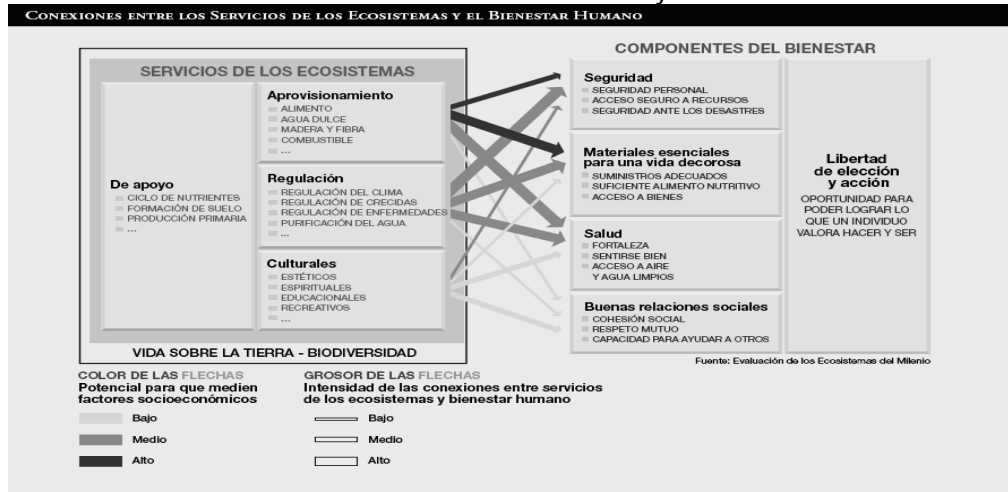 CONEXIONES ENTRE LOS SERVICIOS DE LOS ECOSISTEMAS Y EL BIENESTAR HUMANO
SERVICIOS DE LOS ECOSISTEMAS
De apoyo
CICLO DE NUTRIENTES
FORMACIÓN DE SUELO
PRODUCCIÓN PRIMARIA
...
Aprovisionamiento
ALIMENTO
AGUA DULCE
MADERA Y FIBRA
COMBUSTIBLE
...
Regulación
REGULACIÓN DEL CLIMA
REGULACIÓN DE CRECIDAS
REGULACIÓN DE ENFERMEDADES
PURIFICACIÓN DEL AGUA
...
Culturales
ESTÉTICOS
ESPIRITUALES
EDUCACIONALES
RECREATIVOS
...
VIDA SOBRE LA TIERRA - BIODIVERSIDAD
COMPONENTES DEL BIENESTAR
Seguridad
SEGURIDAD PERSONAL
ACCESO SEGURO A RECURSOS
SEGURIDAD ANTE LOS DESASTRES
Materiales esenciales
para una vida decorosa
SUMINISTROS ADECUADOS
SUFICIENTE ALIMENTO NUTRITIVO
ACCESO A BIENES
Salud
FORTALEZA
SENTIRSE BIEN
ACCESO A AIRE
Y AGUA LIMPIOS
Buenas relaciones sociales
COHESIÓN SOCIAL
RESPETO MUTUO
CAPACIDAD PARA AYUDAR A OTROS
Libertad
de elección
y acción
OPORTUNIDAD PARA
PODER LOGRAR LO
QUE UN INDIVIDUO
VALORA HACER Y SER
Fuente: Evaluación de los Ecosistemas del Milenio
COLOR DE LAS FLECHAS
Potencial para que medien
factores socioeconómicos
Bajo
Medio
Alto
GROSOR DE LAS FLECHAS
Intensidad de las conexiones entre servicios
de los ecosistemas y bienestar humano
Bajo
Medio
Alto